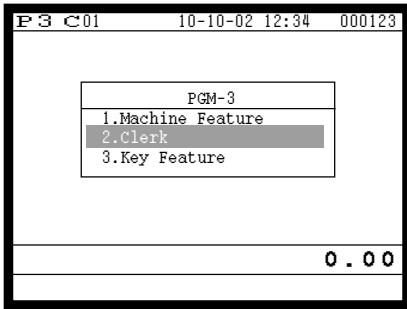 P3 C01 10-10-02 12:34 000123
PGM-3
1.Machine Feature
2.Clerk
3.Key Feature
0.00